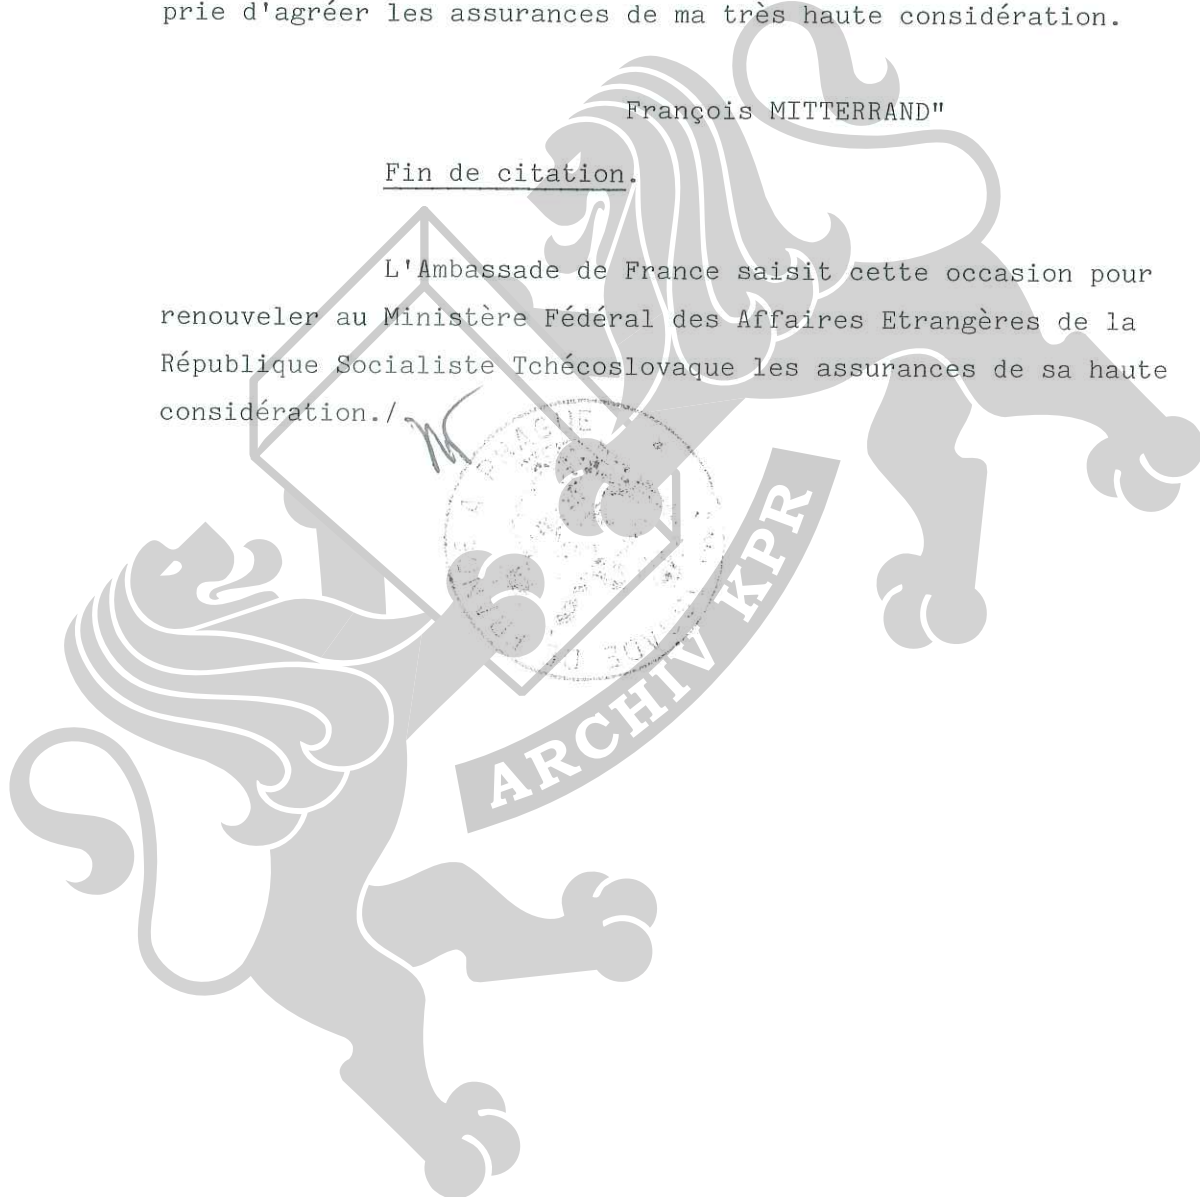 prie d'agréer les assurances de ma très haute considération.
François MITTERRAND"
Fin de citation.
L'Ambassade de France saisit cette occasion pour
renouveler au Ministère Fédéral des Affaires Etrangères de la
République Socialiste Tchécoslovaque les assurances de sa haute
considération./.
A PRAGUE
ARCHIV KPR